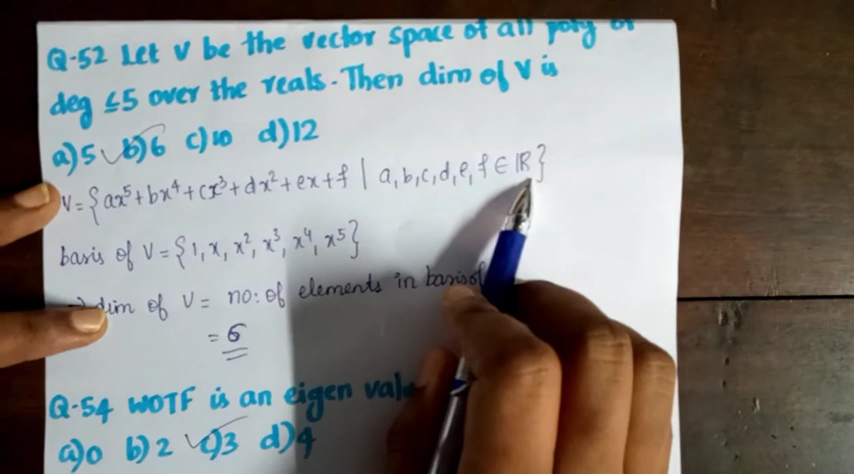 Q-52 Let V be the vector space of all poly of
deg ≤5 over the reals. Then dim of V is
a)5 b)6 c)10 d)12
V={ax⁵+bx⁴+cx³+dx²+ex+f | a,b,c,d,e,f∈ℝ}
basis of V={1,x,x²,x³,x⁴,x⁵}
dim of V = no: of elements in basis of
=6
Q-54 WOTF is an eigen
a)0 b)2 c)3 d)4